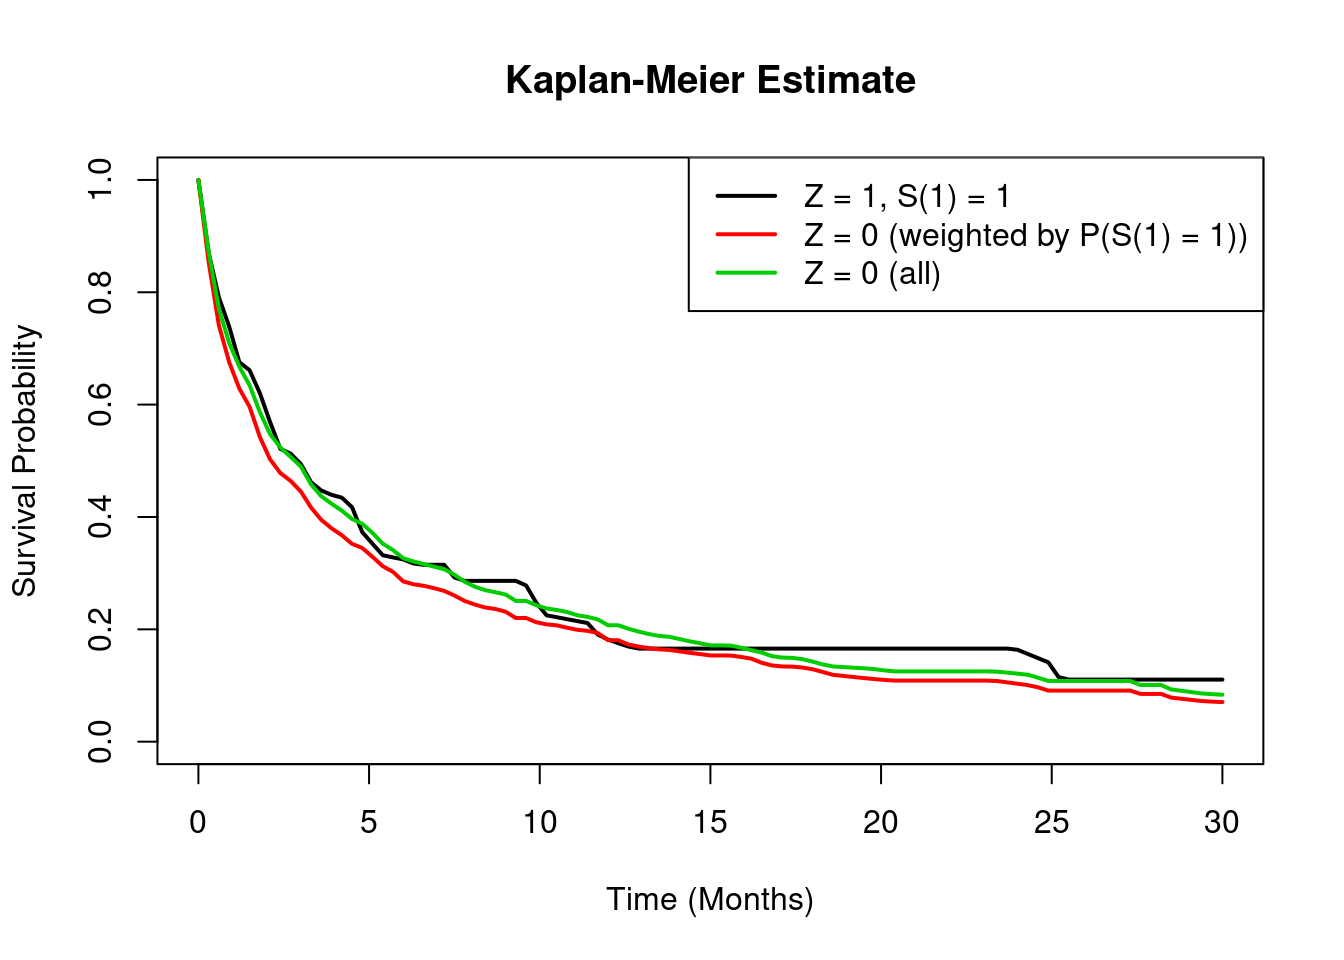 Kaplan-Meier Estimate
Z = 1, S(1) = 1
Z = 0 (weighted by P(S(1) = 1))
Z = 0 (all)
Survival Probability
1.0
0.8
0.6
0.4
0.2
0.0
0 5 10 15 20 25 30
Time (Months)